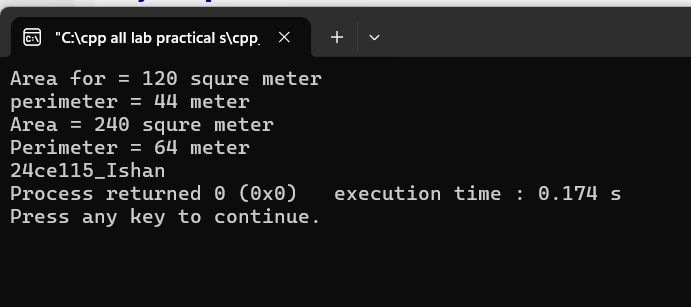 "C:\cpp all lab practical s\cpp_
Area for = 120 squre meter
perimeter = 44 meter
Area = 240 squre meter
Perimeter = 64 meter
24ce115_Ishan
Process returned 0 (0x0)   execution time : 0.174 s
Press any key to continue.